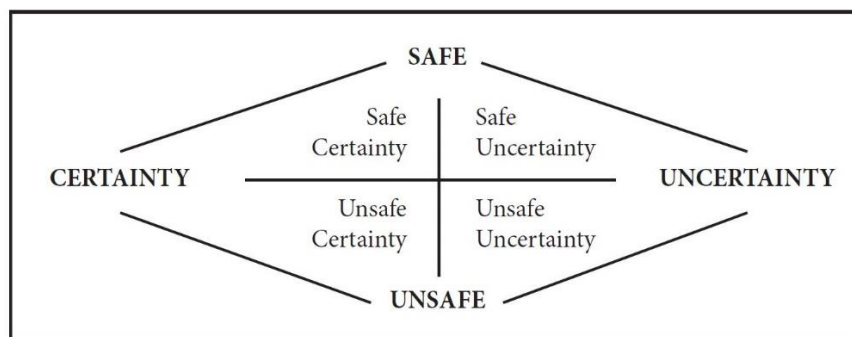 SAFE
Safe
Certainty
Safe
Uncertainty
CERTAINTY
UNCERTAINTY
Unsafe
Certainty
Unsafe
Uncertainty
UNSAFE